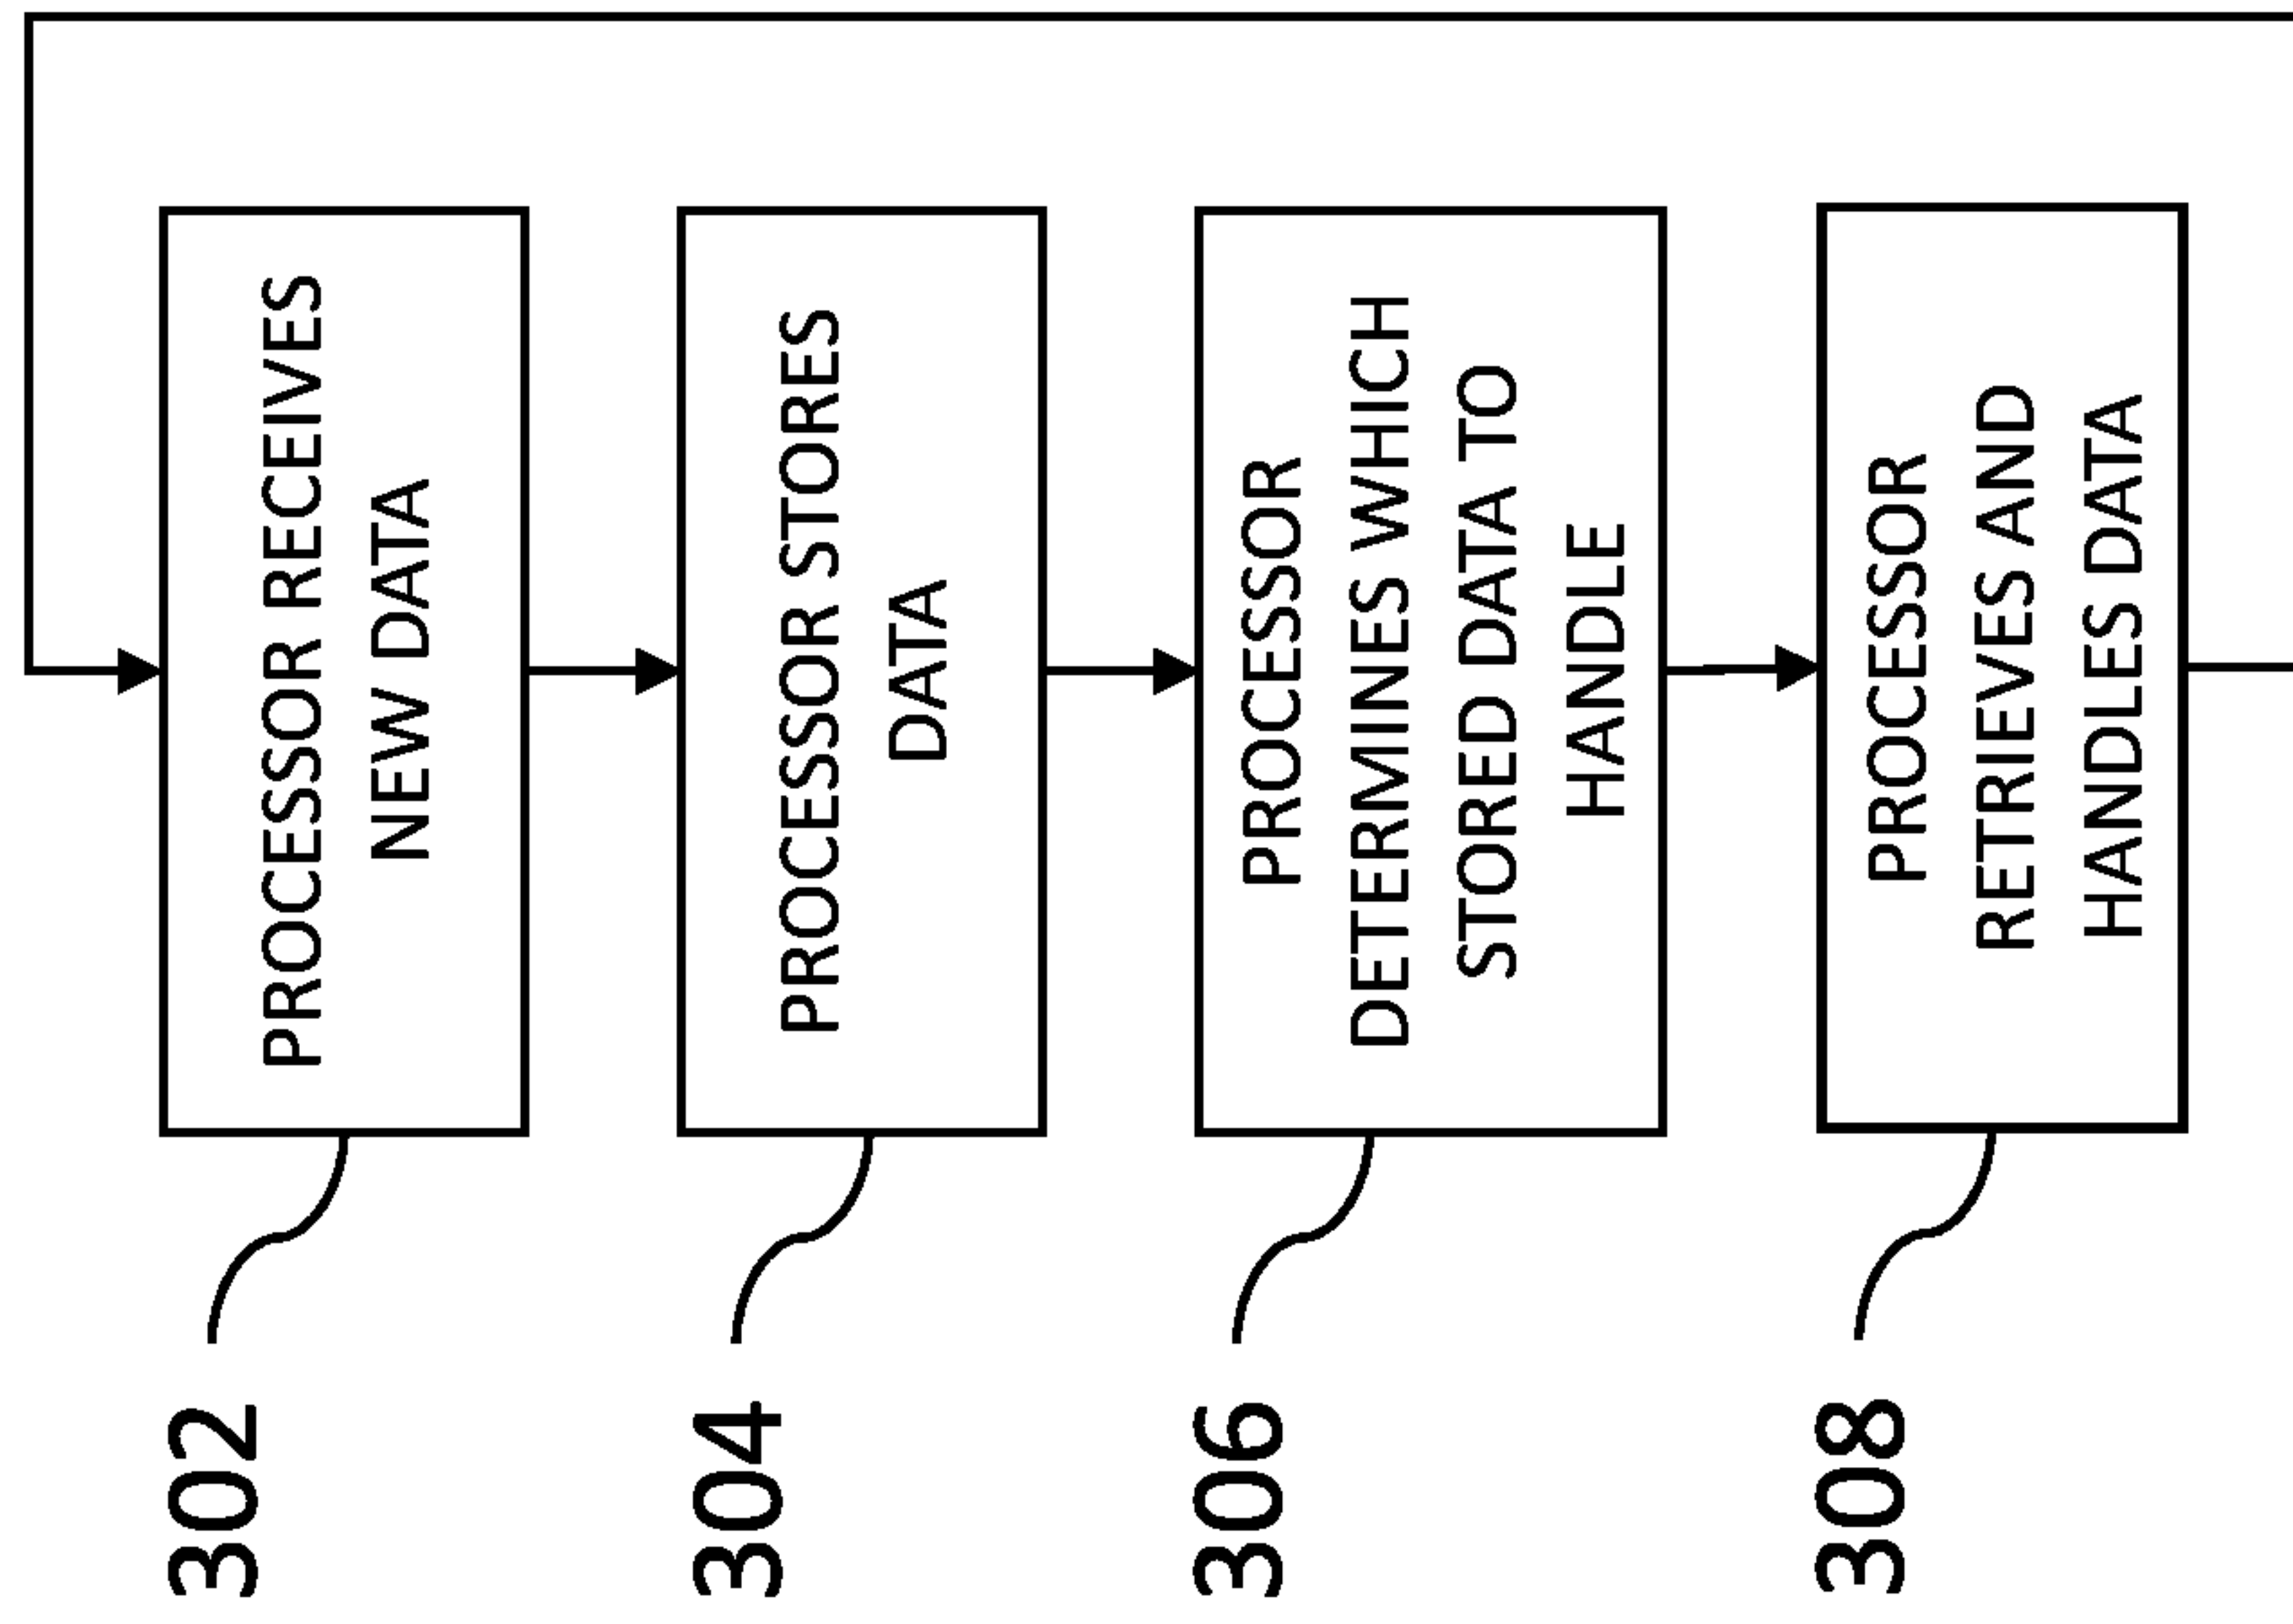 302
PROCESSOR RECEIVES
NEW DATA
304
PROCESSOR STORES
DATA
306
PROCESSOR
DETERMINES WHICH
STORED DATA TO
HANDLE
308
PROCESSOR
RETRIEVES AND
HANDLES DATA